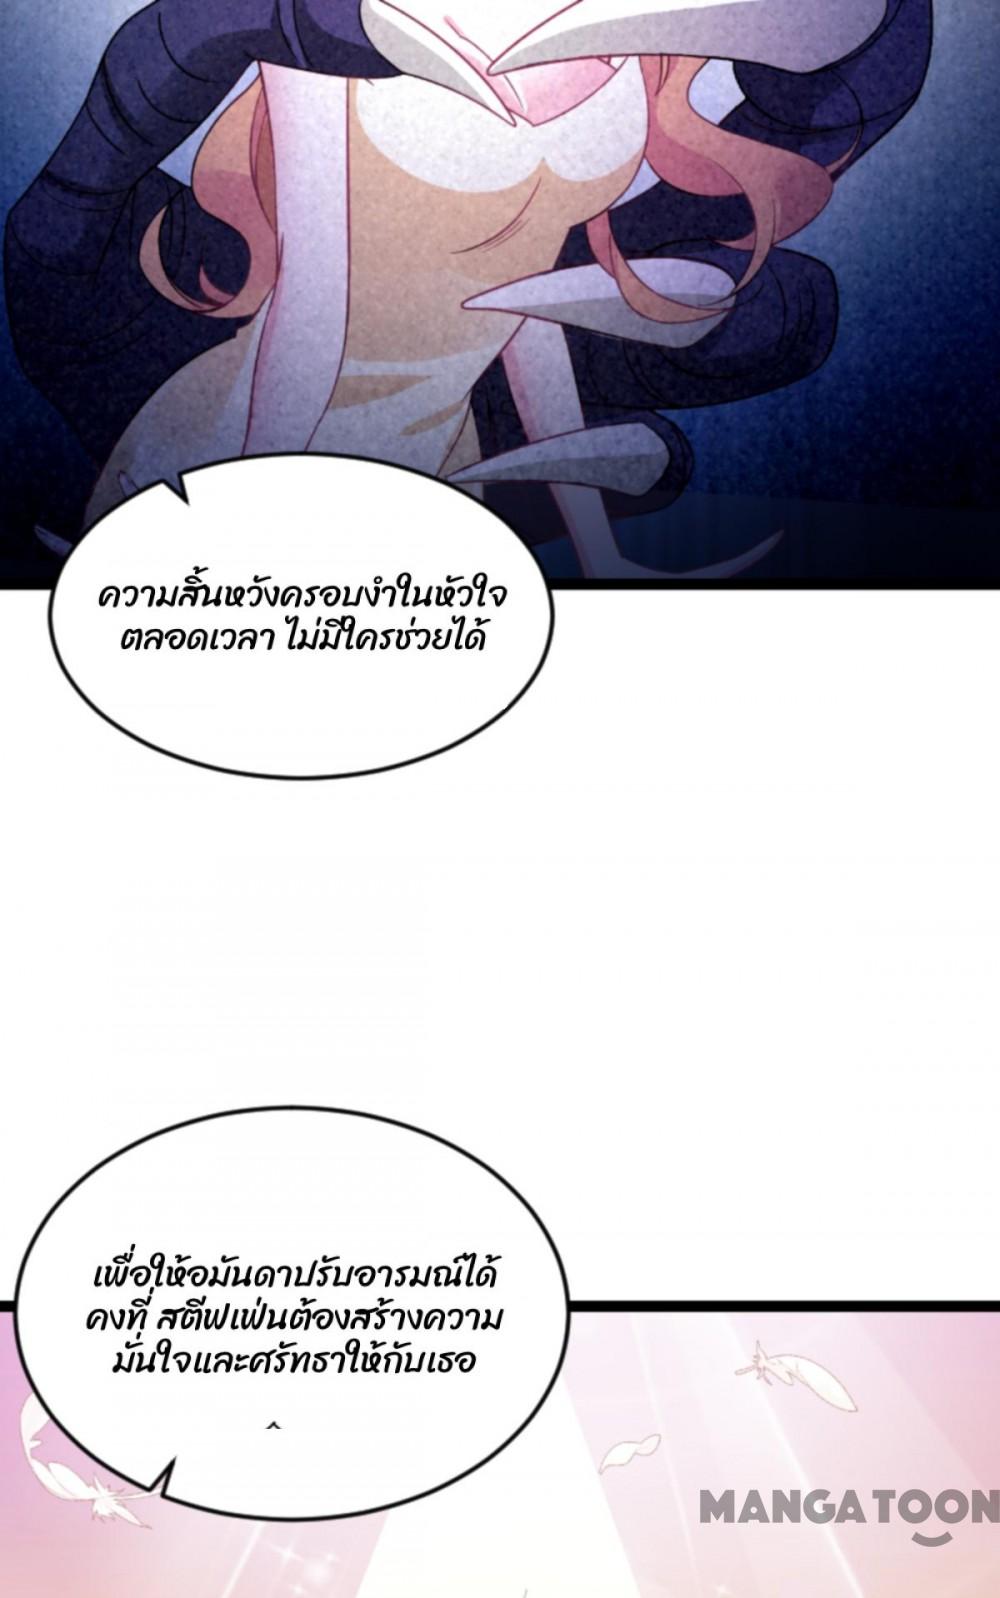 ความสิ้นหวังครอบงำในหัวใจ
ตลอดเวลา ไม่มีใครช่วยได้
เพื่อให้อมันดาปรับอารมณ์ได้
คงที่ สตีฟเฟ่นต้องสร้างความ
มั่นใจและศรัทธาให้กับเธอ
MANGATOON